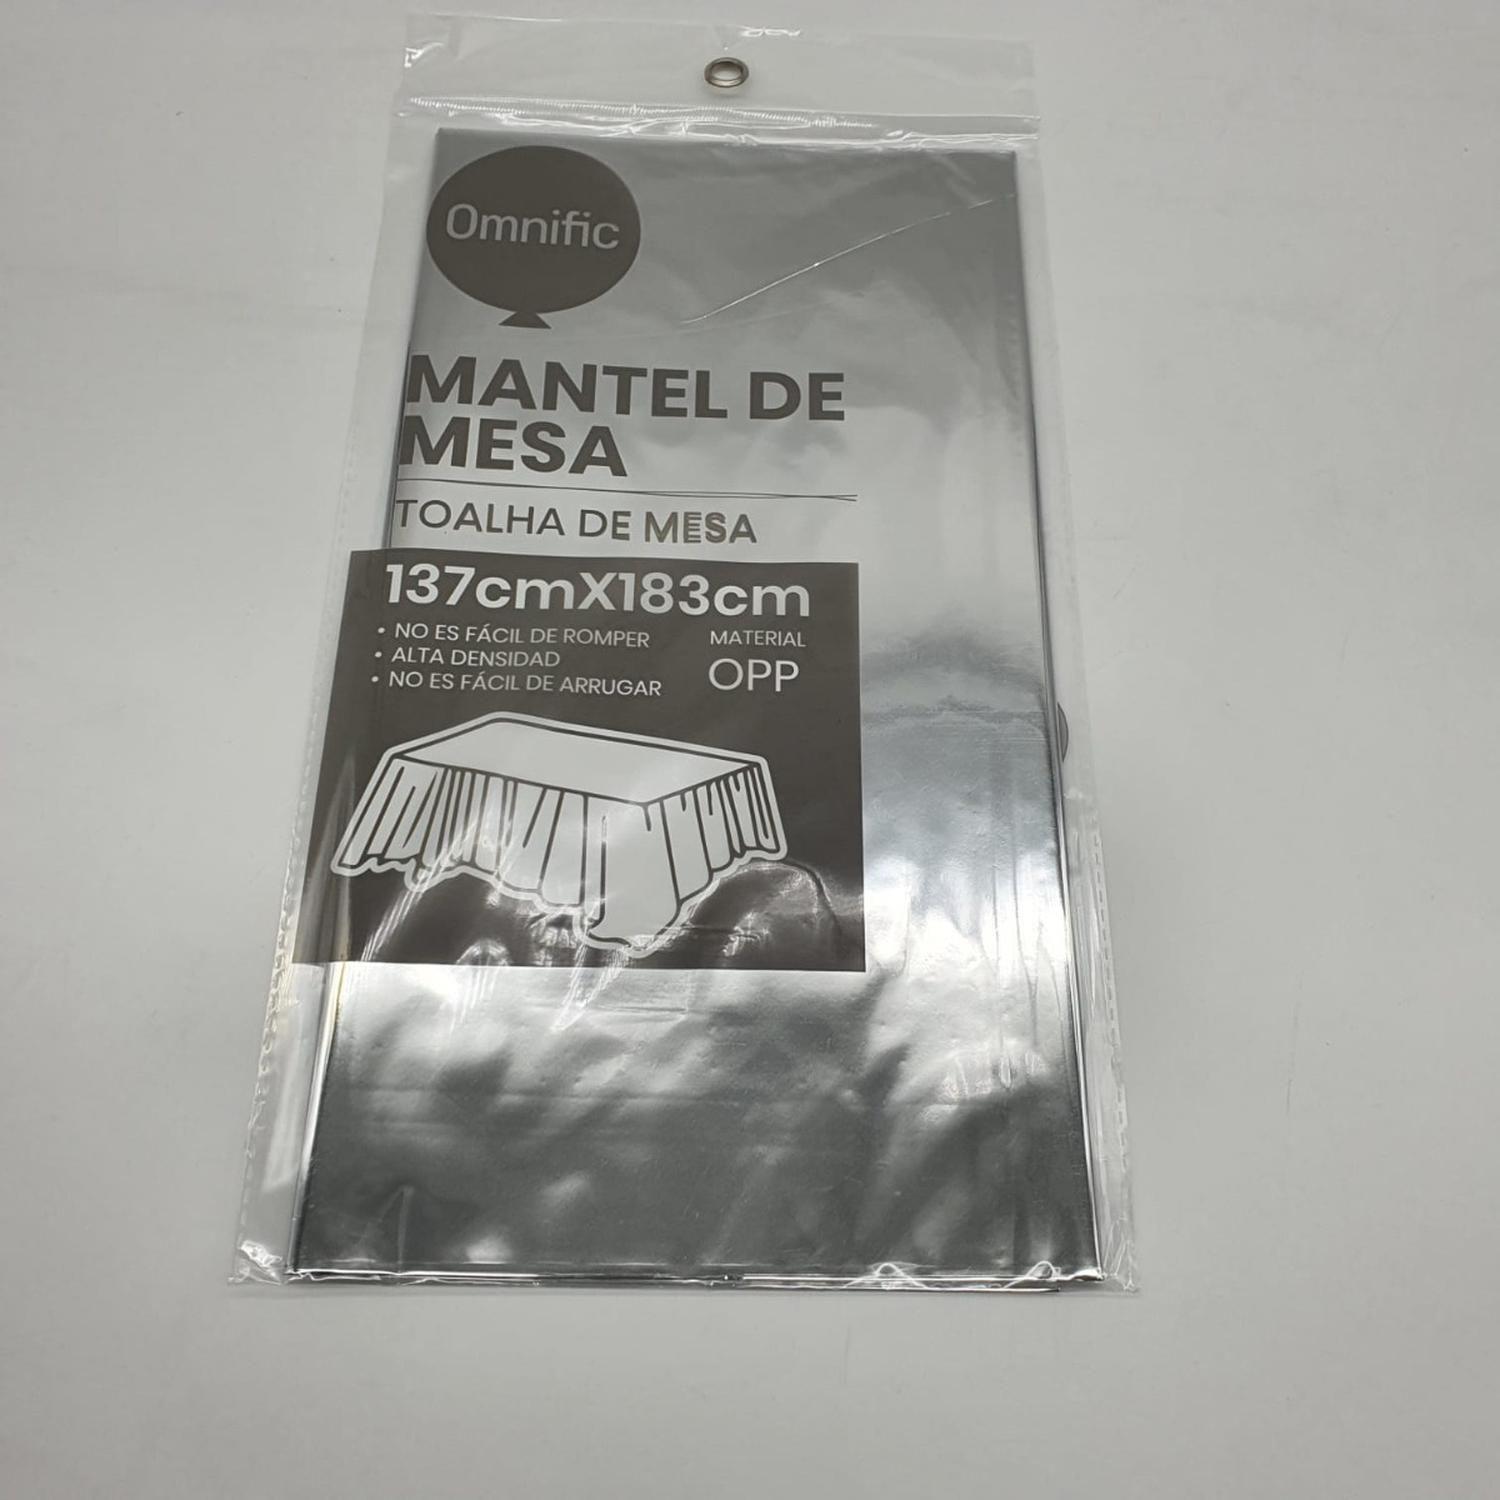 Omnific
MANTEL DE
MESA
TOALHA DE MESA
137cmX183cm
• NO ES FÁCIL DE ROMPER
• ALTA DENSIDAD
• NO ES FÁCIL DE ARRUGAR
MATERIAL
OPP